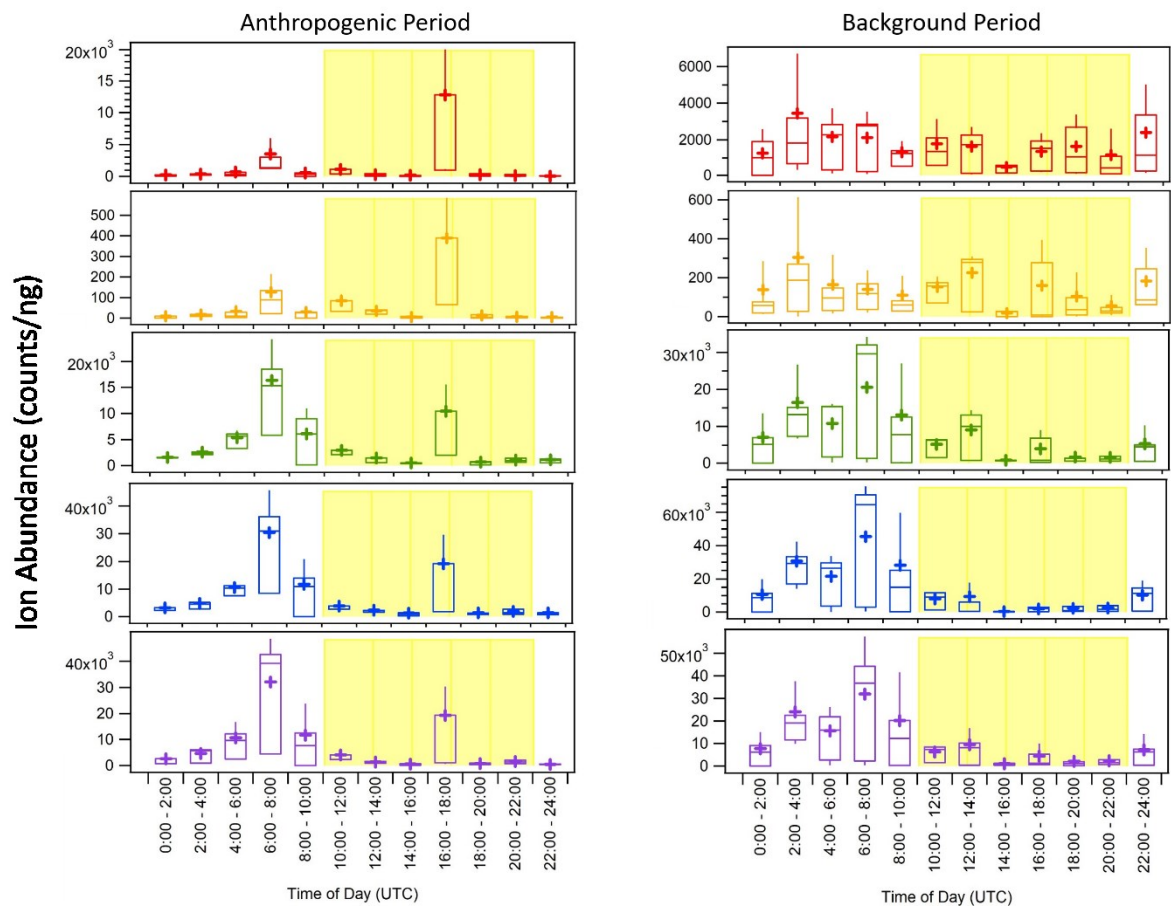 Anthropogenic Period
Background Period
Ion Abundance (counts/ng)
20x10³
15
10
5
0
500
400
300
200
100
0
20x10³
15
10
5
0
40x10³
30
20
10
0
40x10³
30
20
10
0
0:00 - 2:00
2:00 - 4:00
4:00 - 6:00
6:00 - 8:00
8:00 - 10:00
10:00 - 12:00
12:00 - 14:00
14:00 - 16:00
16:00 - 18:00
18:00 - 20:00
20:00 - 22:00
22:00 - 24:00
Time of Day (UTC)
6000
4000
2000
0
600
400
200
0
30x10³
20
10
0
60x10³
40
20
0
50x10³
40
30
20
10
0
0:00 - 2:00
2:00 - 4:00
4:00 - 6:00
6:00 - 8:00
8:00 - 10:00
10:00 - 12:00
12:00 - 14:00
14:00 - 16:00
16:00 - 18:00
18:00 - 20:00
20:00 - 22:00
22:00 - 24:00
Time of Day (UTC)